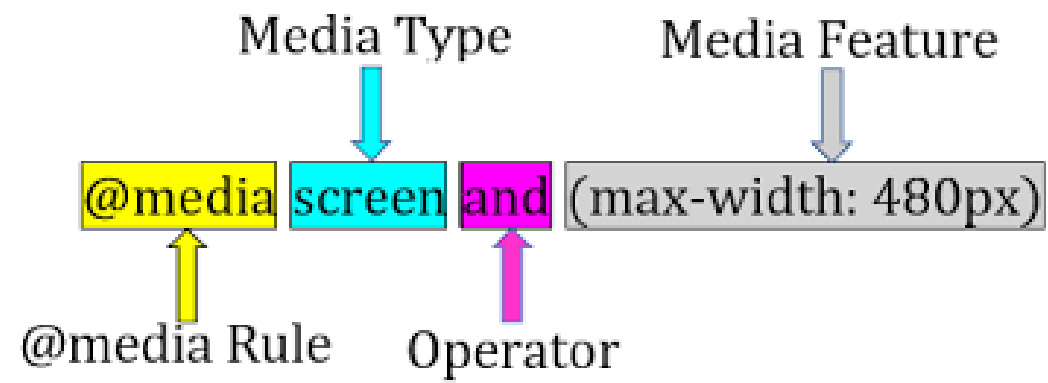 Media Type Media Feature
@media screen and (max-width: 480px)
@media Rule Operator